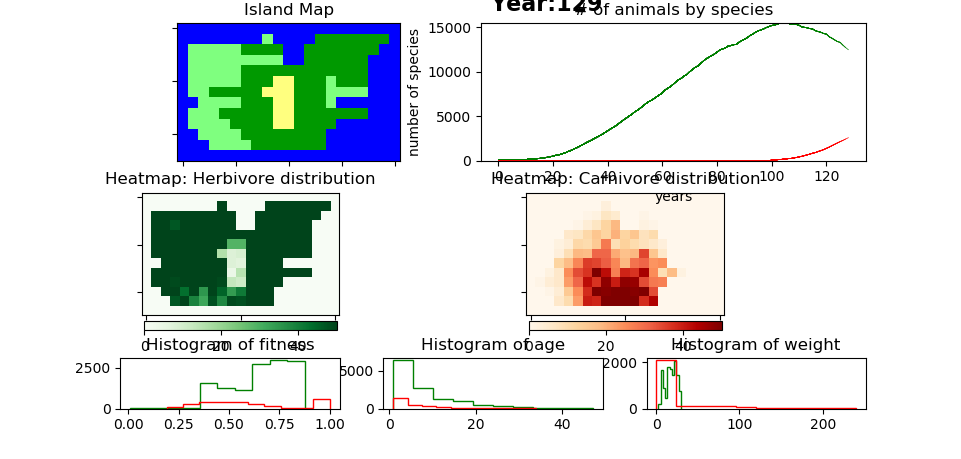 Year:129
Island Map
# of animals by species
number of species
15000
10000
5000
0
0 20 40 60 80 100 120
years
Heatmap: Herbivore distribution
Heatmap: Carnivore distribution
0 20 40
0 20 40
Histogram of fitness
Histogram of age
Histogram of weight
2500
0
0.00 0.25 0.50 0.75 1.00
5000
0
0 20 40
2000
0
0 100 200